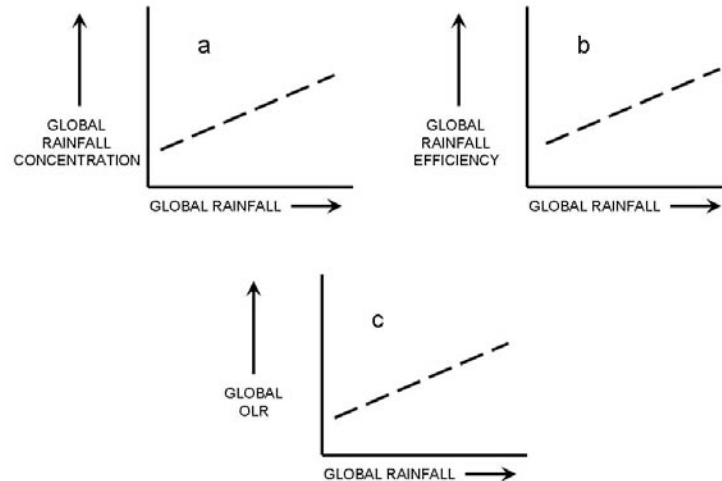 a
GLOBAL
RAINFALL
CONCENTRATION
GLOBAL RAINFALL
b
GLOBAL
RAINFALL
EFFICIENCY
GLOBAL RAINFALL
c
GLOBAL
OLR
GLOBAL RAINFALL